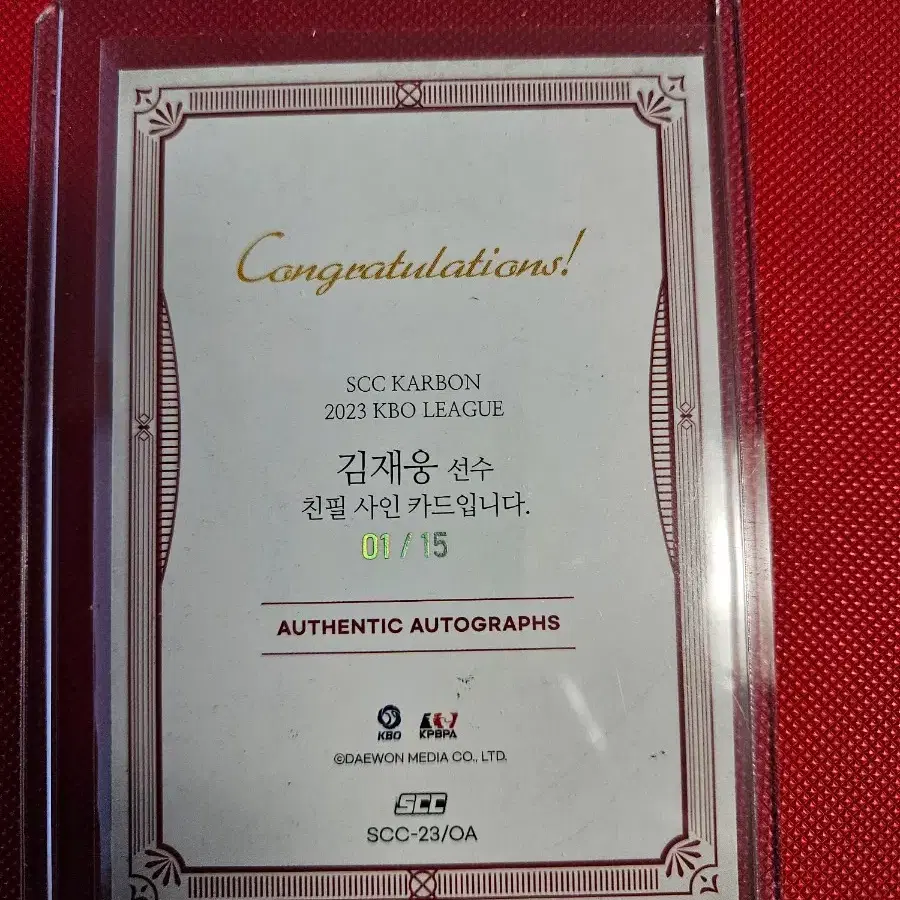 Congratulations!
SCC KARBON
2023 KBO LEAGUE
김재웅 선수
친필 사인 카드입니다.
01 / 15
AUTHENTIC AUTOGRAPHS
KBO KPBPA
©DAEWON MEDIA CO., LTD.
SCC
SCC-23/OA